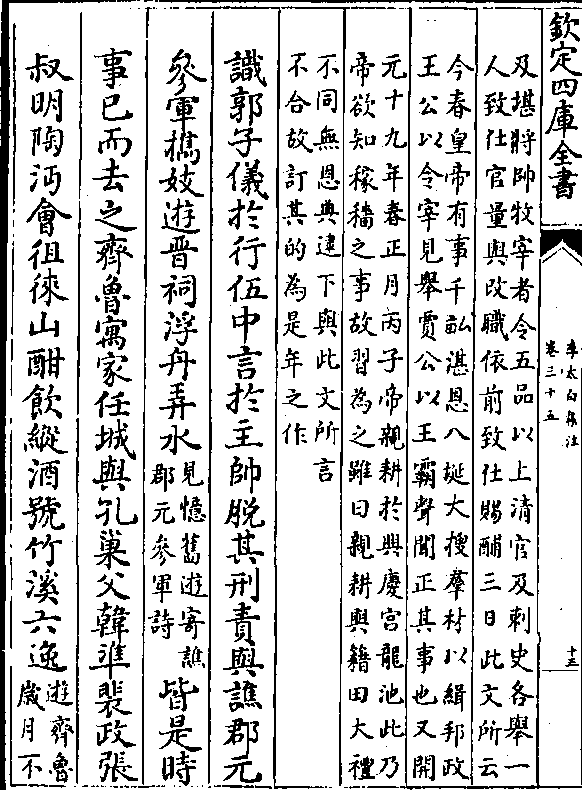 欽定四庫全書
李太白集注
卷三十五
十五
及堪將帥牧宰者令五品以上清官及刺史各舉一
人致仕官量與改職依前致仕賜酺三日此文所云
今春皇帝有事千畝湛恩八埏大搜羣材以緝邦政
王公以令宰見舉賈公以王霸聲聞正其事也又開
元十九年春正月丙子帝親耕於興慶宮龍池此乃
帝欲知稼穡之事故習為之雖曰親耕與籍田大禮
不同無恩典逮下與此文所言
不合故訂其的為是年之作
識郭子儀於行伍中言於主帥脫其刑責與譙郡元
參軍攜妓遊晉祠浮舟弄水見憶舊遊寄譙
郡元參軍詩皆是時
事已而去之齊魯寓家任城與孔巢父韓準裴政張
叔明陶沔會徂徠山酣飲縱酒號竹溪六逸遊齊魯
歲月不